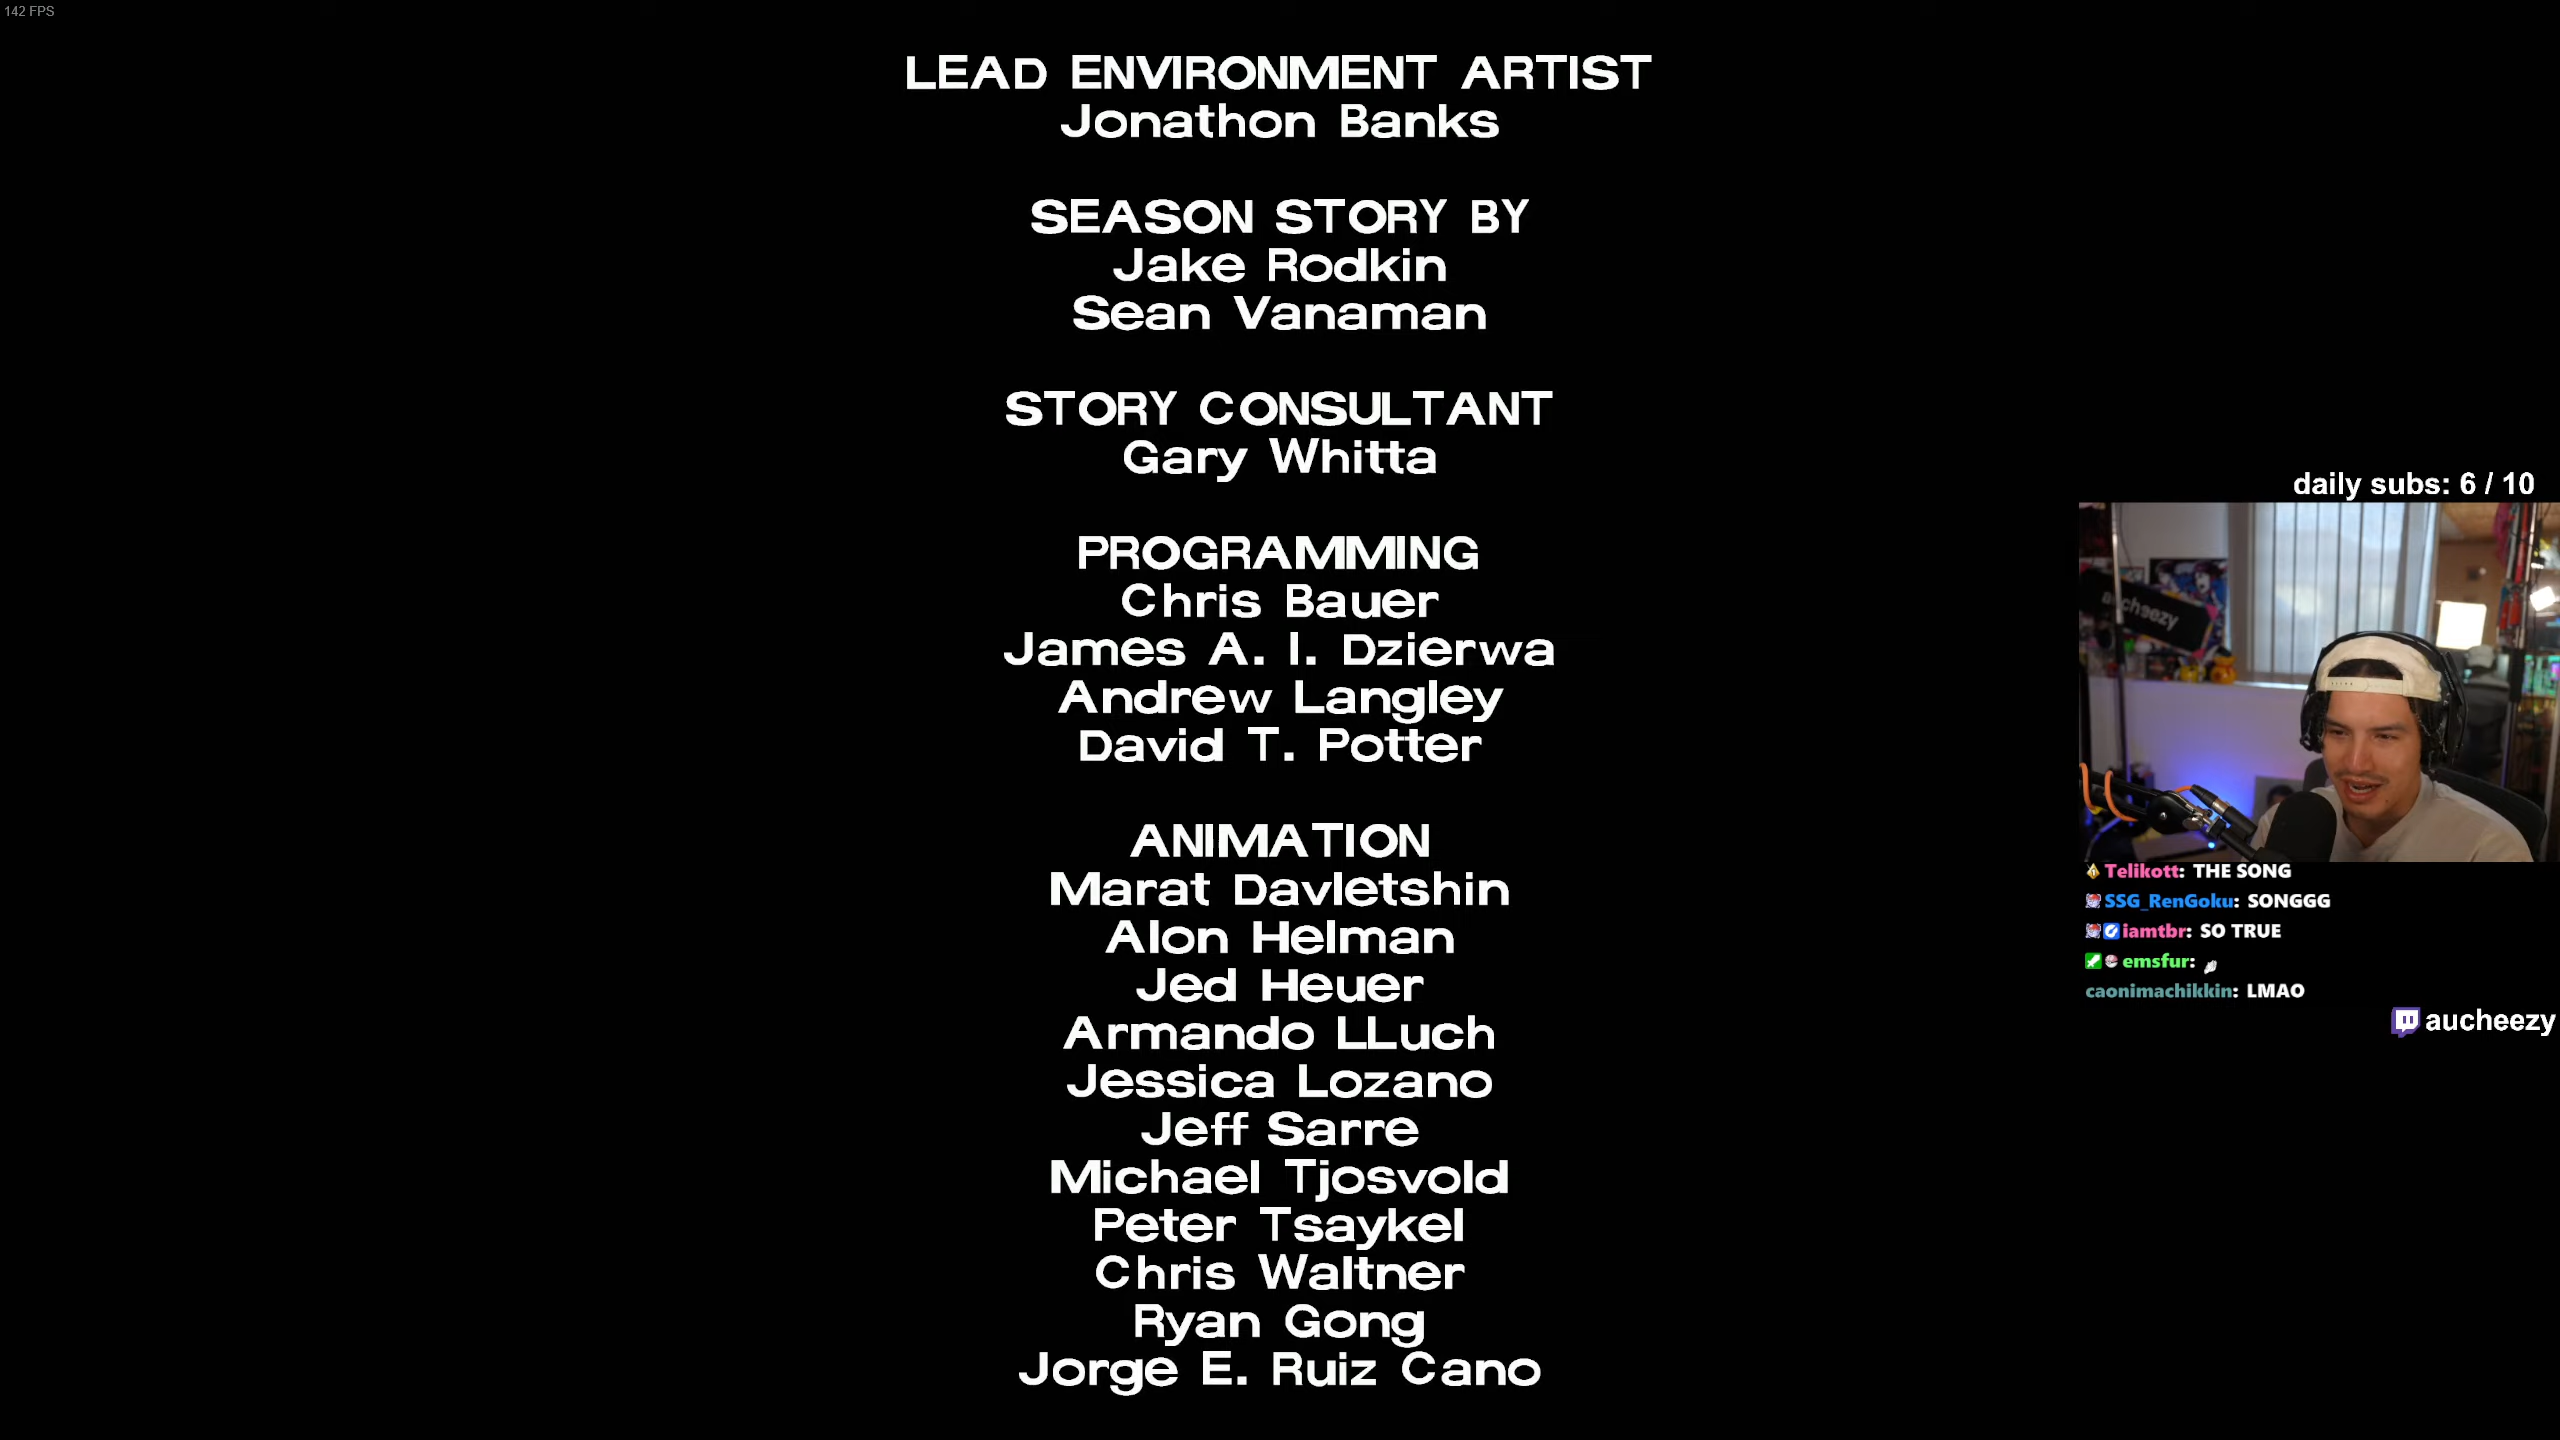 142 FPS
LEAD ENVIRONMENT ARTIST
Jonathon Banks
SEASON STORY BY
Jake Rodkin
Sean Vanaman
STORY CONSULTANT
Gary Whitta
PROGRAMMING
Chris Bauer
James A. I. Dzierwa
Andrew Langley
David T. Potter
ANIMATION
Marat Davletshin
Alon Helman
Jed Heuer
Armando LLuch
Jessica Lozano
Jeff Sarre
Michael Tjosvold
Peter Tsaykel
Chris Waltner
Ryan Gong
Jorge E. Ruiz Cano
daily subs: 6 / 10
aucheezy
Telikott: THE SONG
SSG_RenGoku: SONGGG
iamtbr: SO TRUE
emsfur:
caonimachikkin: LMAO
aucheezy